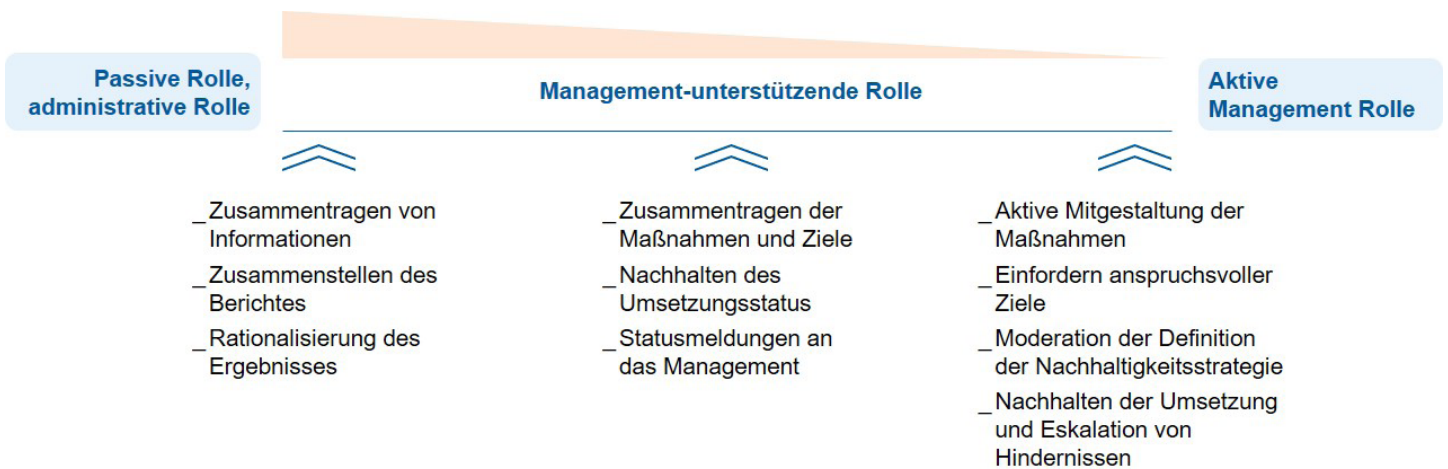 Passive Rolle,
administrative Rolle
Management-unterstützende Rolle
Aktive
Management Rolle
_Zusammentragen von
Informationen
_Zusammenstellen des
Berichtes
_Rationalisierung des
Ergebnisses
_Zusammentragen der
Maßnahmen und Ziele
_Nachhalten des
Umsetzungsstatus
_Statusmeldungen an
das Management
_Aktive Mitgestaltung der
Maßnahmen
_Einfordern anspruchsvoller
Ziele
_Moderation der Definition
der Nachhaltigkeitsstrategie
_Nachhalten der Umsetzung
und Eskalation von
Hindernissen